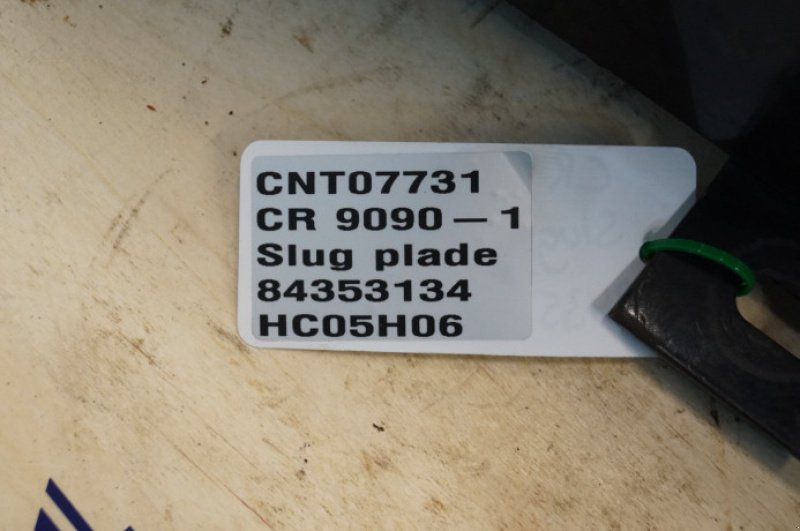 CNT07731
CR 9090 – 1
Slug plade
84353134
HC05H06